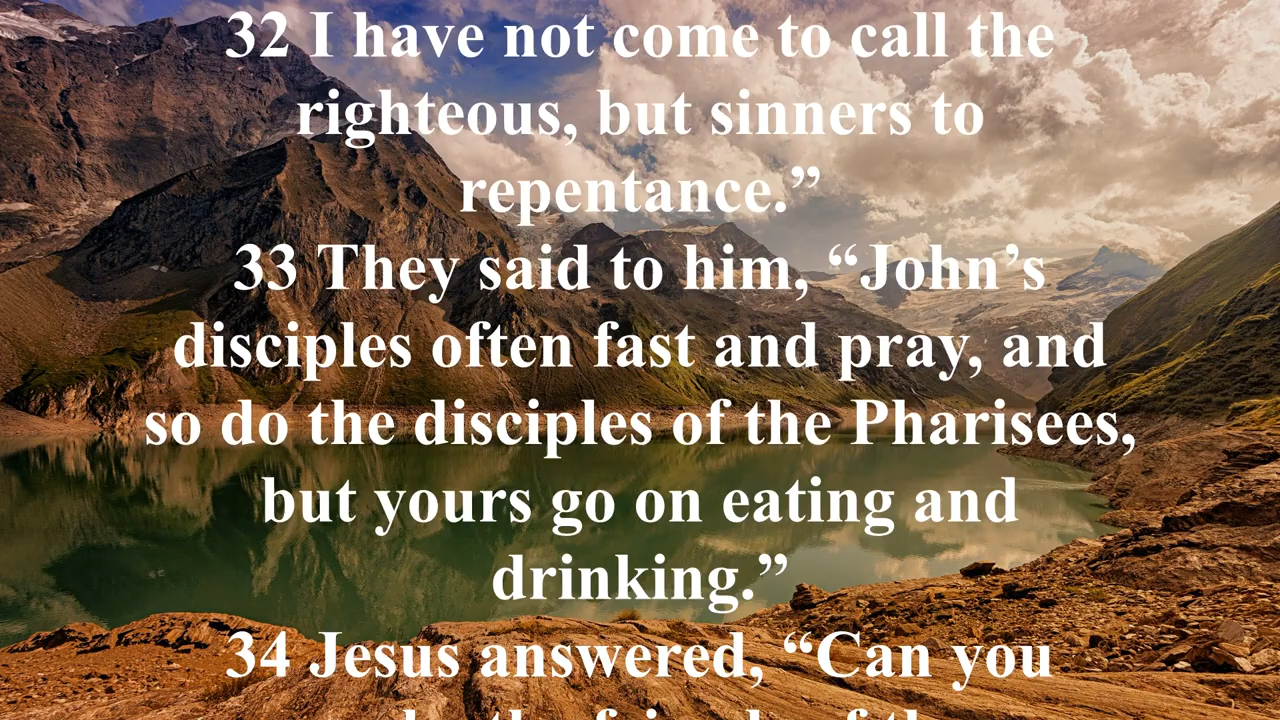 32 I have not come to call the
righteous, but sinners to
repentance.”
33 They said to him, “John’s
disciples often fast and pray, and
so do the disciples of the Pharisees,
but yours go on eating and
drinking.”
34 Jesus answered, “Can you